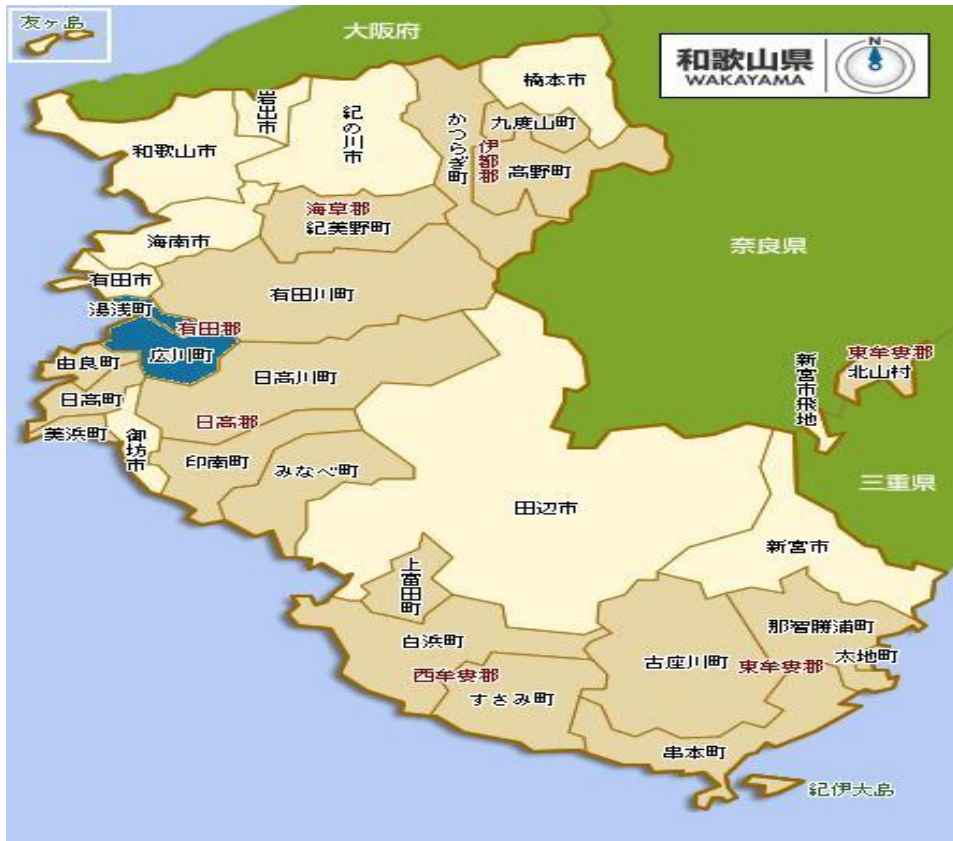 友ヶ島
大阪府
和歌山県
WAKAYAMA
N
橋本市
岩出市
紀の川市
かつらぎ町
九度山町
和歌山市
伊都郡
高野町
海草郡
紀美野町
海南市
奈良県
有田市
有田川町
湯浅町
有田郡
広川町
由良町
日高川町
新宮市飛地
東牟婁郡
北山村
日高町
日高郡
美浜町
御坊市
印南町
みなべ町
三重県
田辺市
新宮市
上富田町
那智勝浦町
白浜町
古座川町
太地町
東牟婁郡
西牟婁郡
すさみ町
串本町
紀伊大島